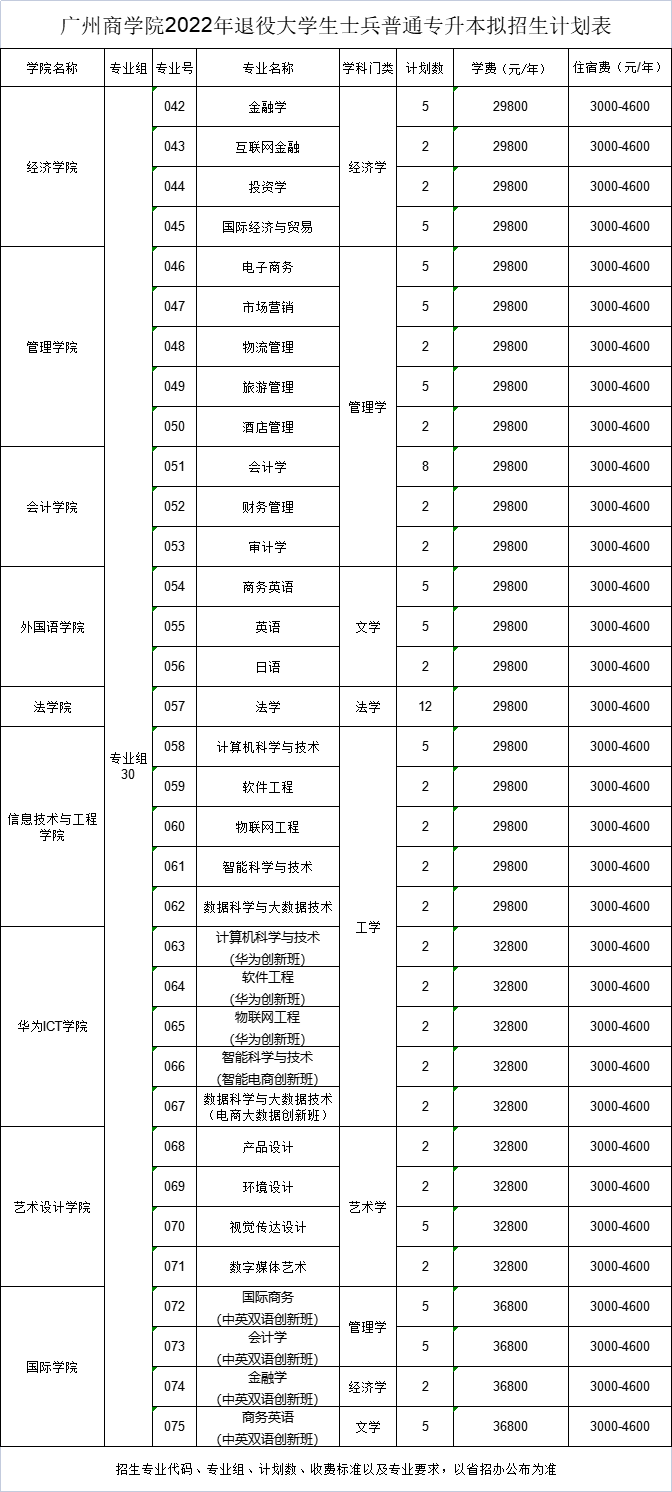 广州商学院2022年退役大学生士兵普通专升本拟招生计划表
学院名称 专业组 专业号 专业名称 学科门类 计划数 学费（元/年） 住宿费（元/年）
经济学院 042 金融学 经济学 5 29800 3000-4600
043 互联网金融 2 29800 3000-4600
044 投资学 2 29800 3000-4600
045 国际经济与贸易 5 29800 3000-4600
管理学院 046 电子商务 管理学 5 29800 3000-4600
047 市场营销 5 29800 3000-4600
048 物流管理 2 29800 3000-4600
049 旅游管理 5 29800 3000-4600
050 酒店管理 2 29800 3000-4600
会计学院 051 会计学 8 29800 3000-4600
052 财务管理 2 29800 3000-4600
053 审计学 2 29800 3000-4600
外国语学院 054 商务英语 文学 5 29800 3000-4600
055 英语 5 29800 3000-4600
056 日语 2 29800 3000-4600
法学院 057 法学 法学 12 29800 3000-4600
专业组
30
信息技术与工程
学院
058 计算机科学与技术 工学 5 29800 3000-4600
059 软件工程 2 29800 3000-4600
060 物联网工程 2 29800 3000-4600
061 智能科学与技术 2 29800 3000-4600
062 数据科学与大数据技术 2 29800 3000-4600
华为ICT学院 063 计算机科学与技术
(华为创新班) 2 32800 3000-4600
064 软件工程
(华为创新班) 2 32800 3000-4600
065 物联网工程
(华为创新班) 2 32800 3000-4600
066 智能科学与技术
(智能电商创新班) 2 32800 3000-4600
067 数据科学与大数据技术
（电商大数据创新班） 2 32800 3000-4600
艺术设计学院 068 产品设计 艺术学 2 32800 3000-4600
069 环境设计 2 32800 3000-4600
070 视觉传达设计 5 32800 3000-4600
071 数字媒体艺术 2 32800 3000-4600
国际学院 072 国际商务
(中英双语创新班) 管理学 5 36800 3000-4600
073 会计学
(中英双语创新班) 5 36800 3000-4600
074 金融学
(中英双语创新班) 经济学 2 36800 3000-4600
075 商务英语
(中英双语创新班) 文学 5 36800 3000-4600
招生专业代码、专业组、计划数、收费标准以及专业要求，以省招办公布为准